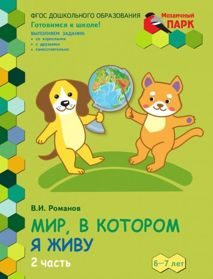 ФГОС ДОШКОЛЬНОГО ОБРАЗОВАНИЯ
Готовимся к школе!
ВЫПОЛНЯЕМ ЗАДАНИЯ:
со взрослыми
с друзьями
самостоятельно
Мозаичный
ПАРК
В.И. Романов
МИР, В КОТОРОМ
Я ЖИВУ
2 часть
6–7 лет